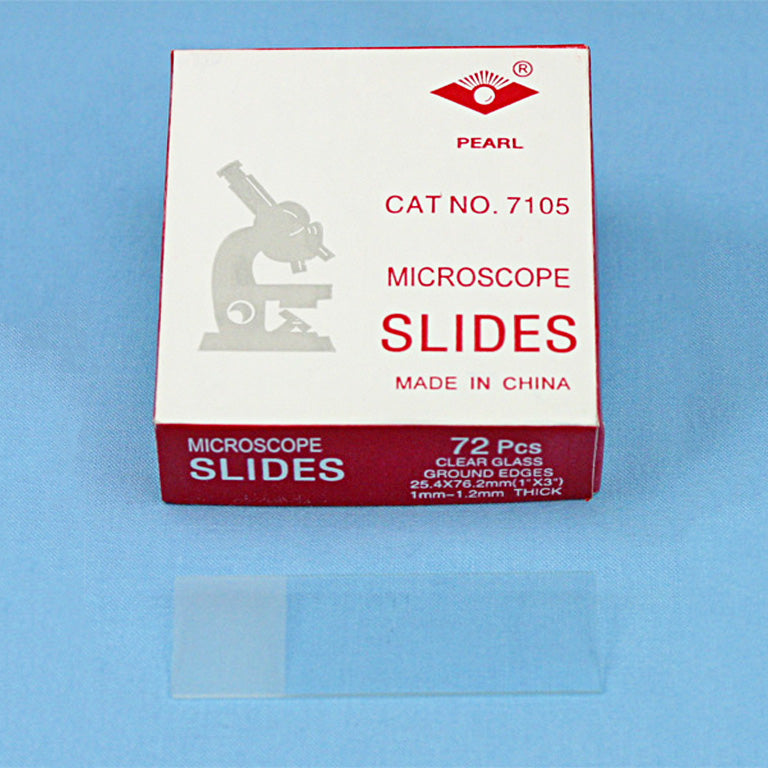 ®
PEARL
CAT NO. 7105
MICROSCOPE
SLIDES
MADE IN CHINA
MICROSCOPE
SLIDES
72 Pcs
CLEAR GLASS
GROUND EDGES
25.4X76.2mm(1"X3")
1mm-1.2mm THICK